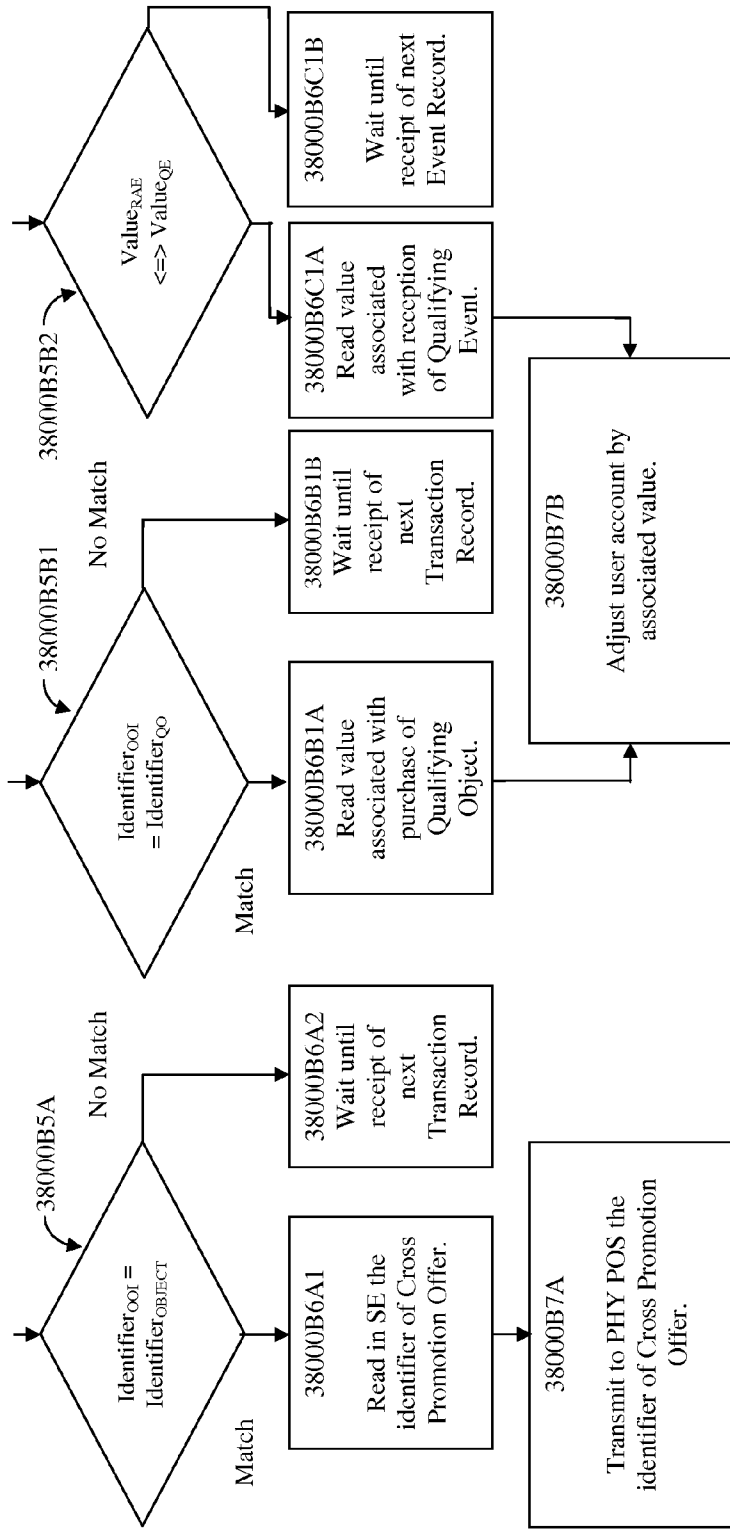 38000B5A
Identifier_OOI =
Identifier_OBJECT
Match
No Match
38000B6A1
Read in SE the
identifier of Cross
Promotion Offer.
38000B6A2
Wait until
receipt of
next
Transaction
Record.
38000B7A
Transmit to PHY POS the
identifier of Cross Promotion
Offer.
38000B5B1
Identifier_OOI
= Identifier_QO
Match
No Match
38000B6B1A
Read value
associated with
purchase of
Qualifying
Object.
38000B6B1B
Wait until
receipt of
next
Transaction
Record.
38000B5B2
Value_RAE
<=> Value_QE
38000B6C1A
Read value
associated
with reception
of Qualifying
Event.
38000B6C1B
Wait until
receipt of next
Event Record.
38000B7B
Adjust user account by
associated value.